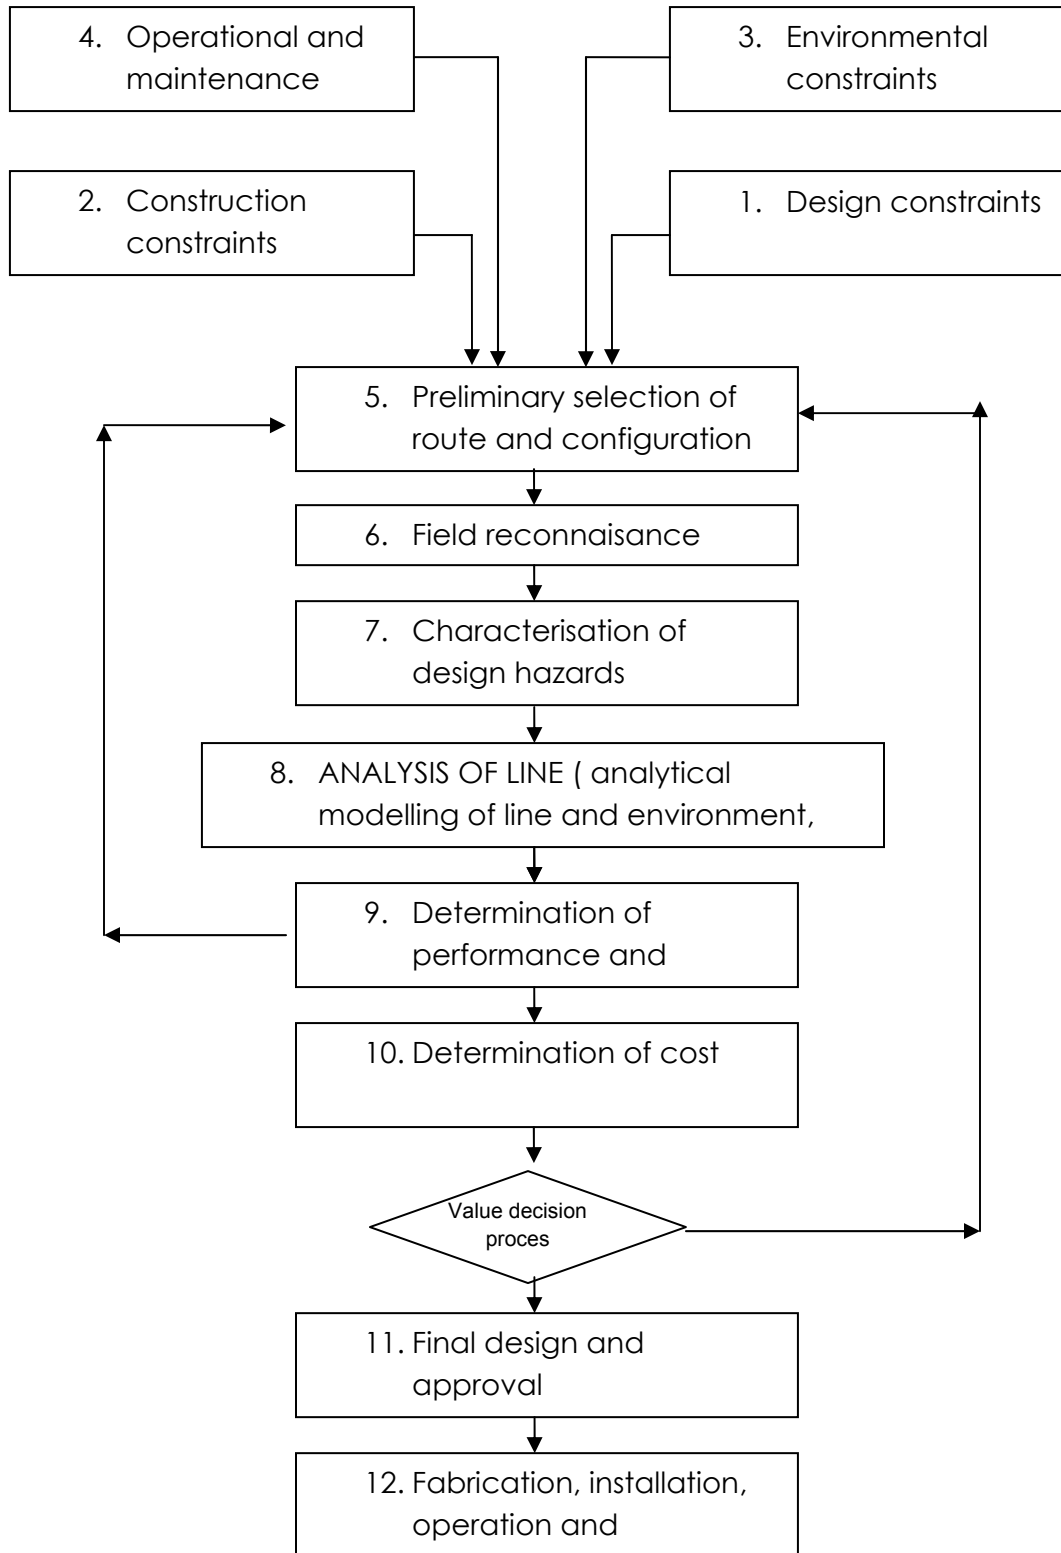 4. Operational and
maintenance
3. Environmental
constraints
2. Construction
constraints
1. Design constraints
5. Preliminary selection of
route and configuration
6. Field reconnaisance
7. Characterisation of
design hazards
8. ANALYSIS OF LINE ( analytical
modelling of line and environment,
9. Determination of
performance and
10. Determination of cost
Value decision
proces
11. Final design and
approval
12. Fabrication, installation,
operation and